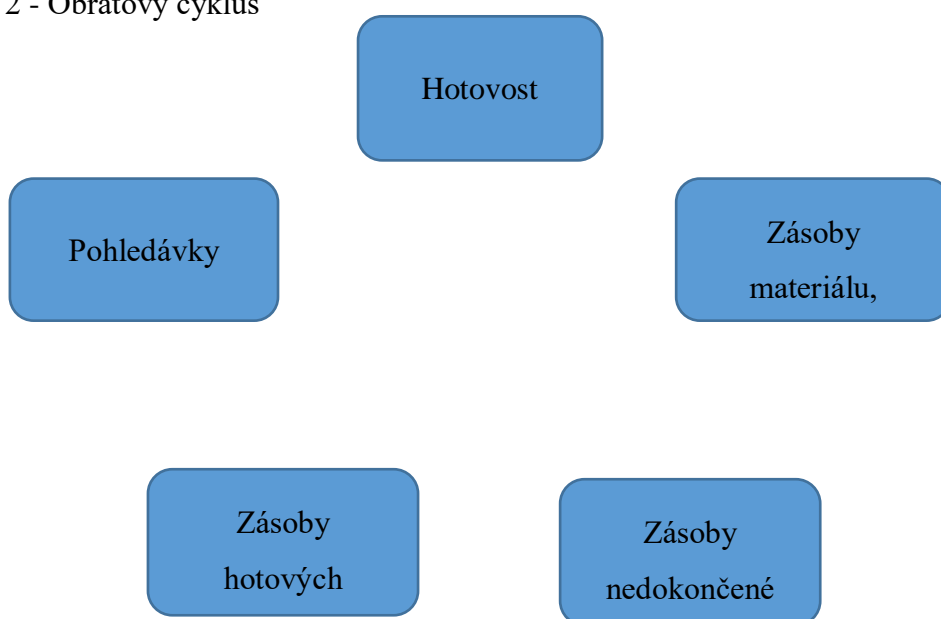 2 - Obratový cyklus
Hotovost
Pohledávky
Zásoby
materiálu,
Zásoby
hotových
Zásoby
nedokončené